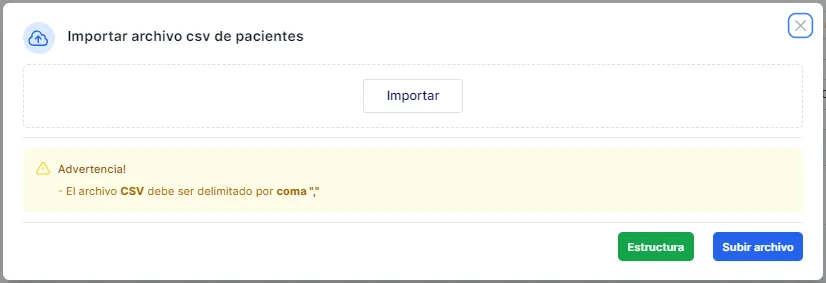 Importar archivo csv de pacientes
Importar
Advertencia!
- El archivo CSV debe ser delimitado por coma ","
Estructura
Subir archivo